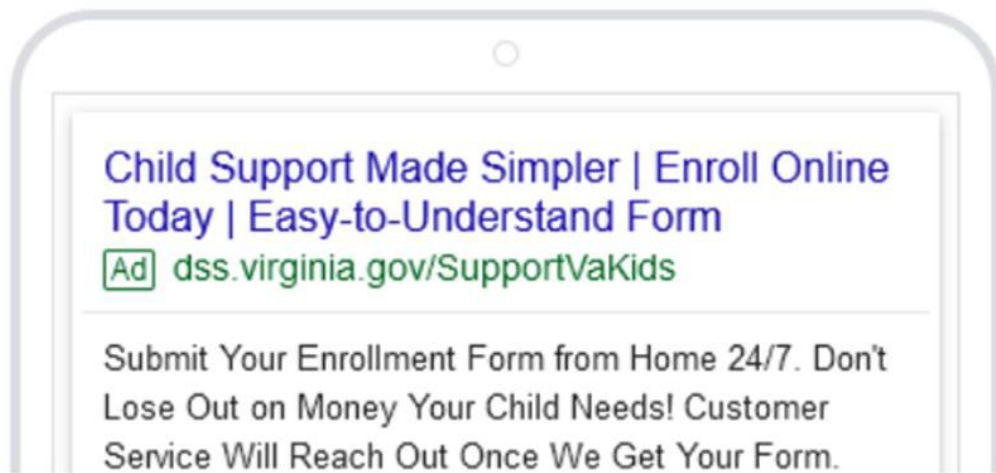 Child Support Made Simpler | Enroll Online
Today | Easy-to-Understand Form
Ad dss.virginia.gov/SupportVaKids
Submit Your Enrollment Form from Home 24/7. Don't
Lose Out on Money Your Child Needs! Customer
Service Will Reach Out Once We Get Your Form.